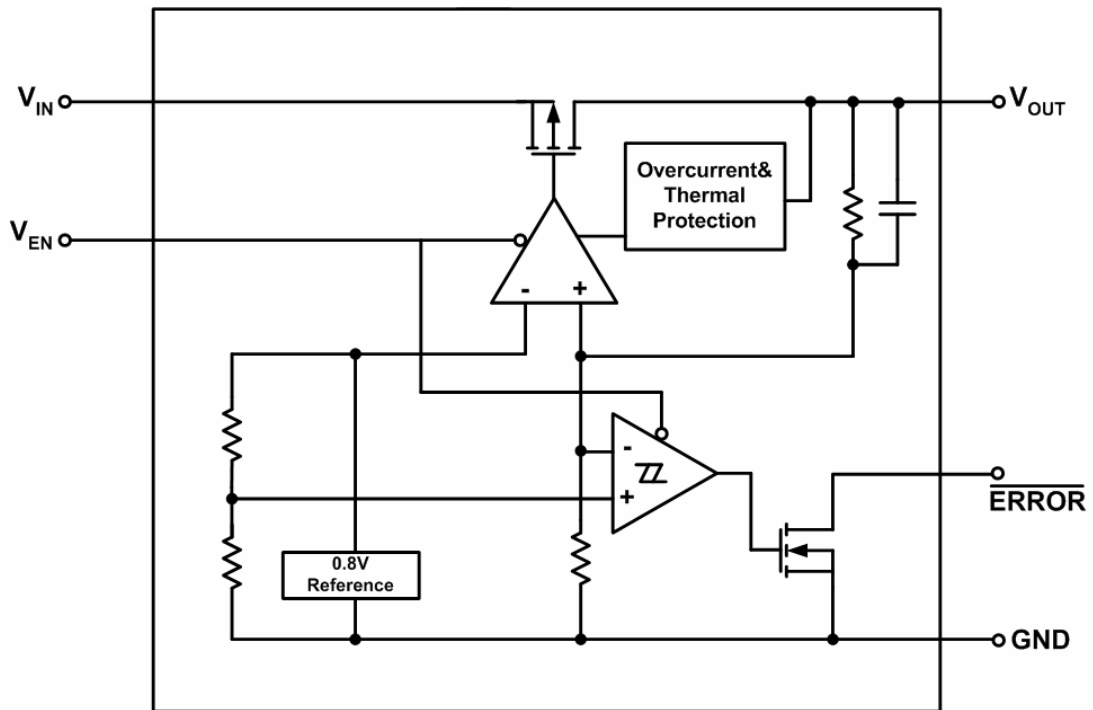 V_IN
V_OUT
Overcurrent&
Thermal
Protection
V_EN
-
+
-
+
ERROR
0.8V
Reference
GND